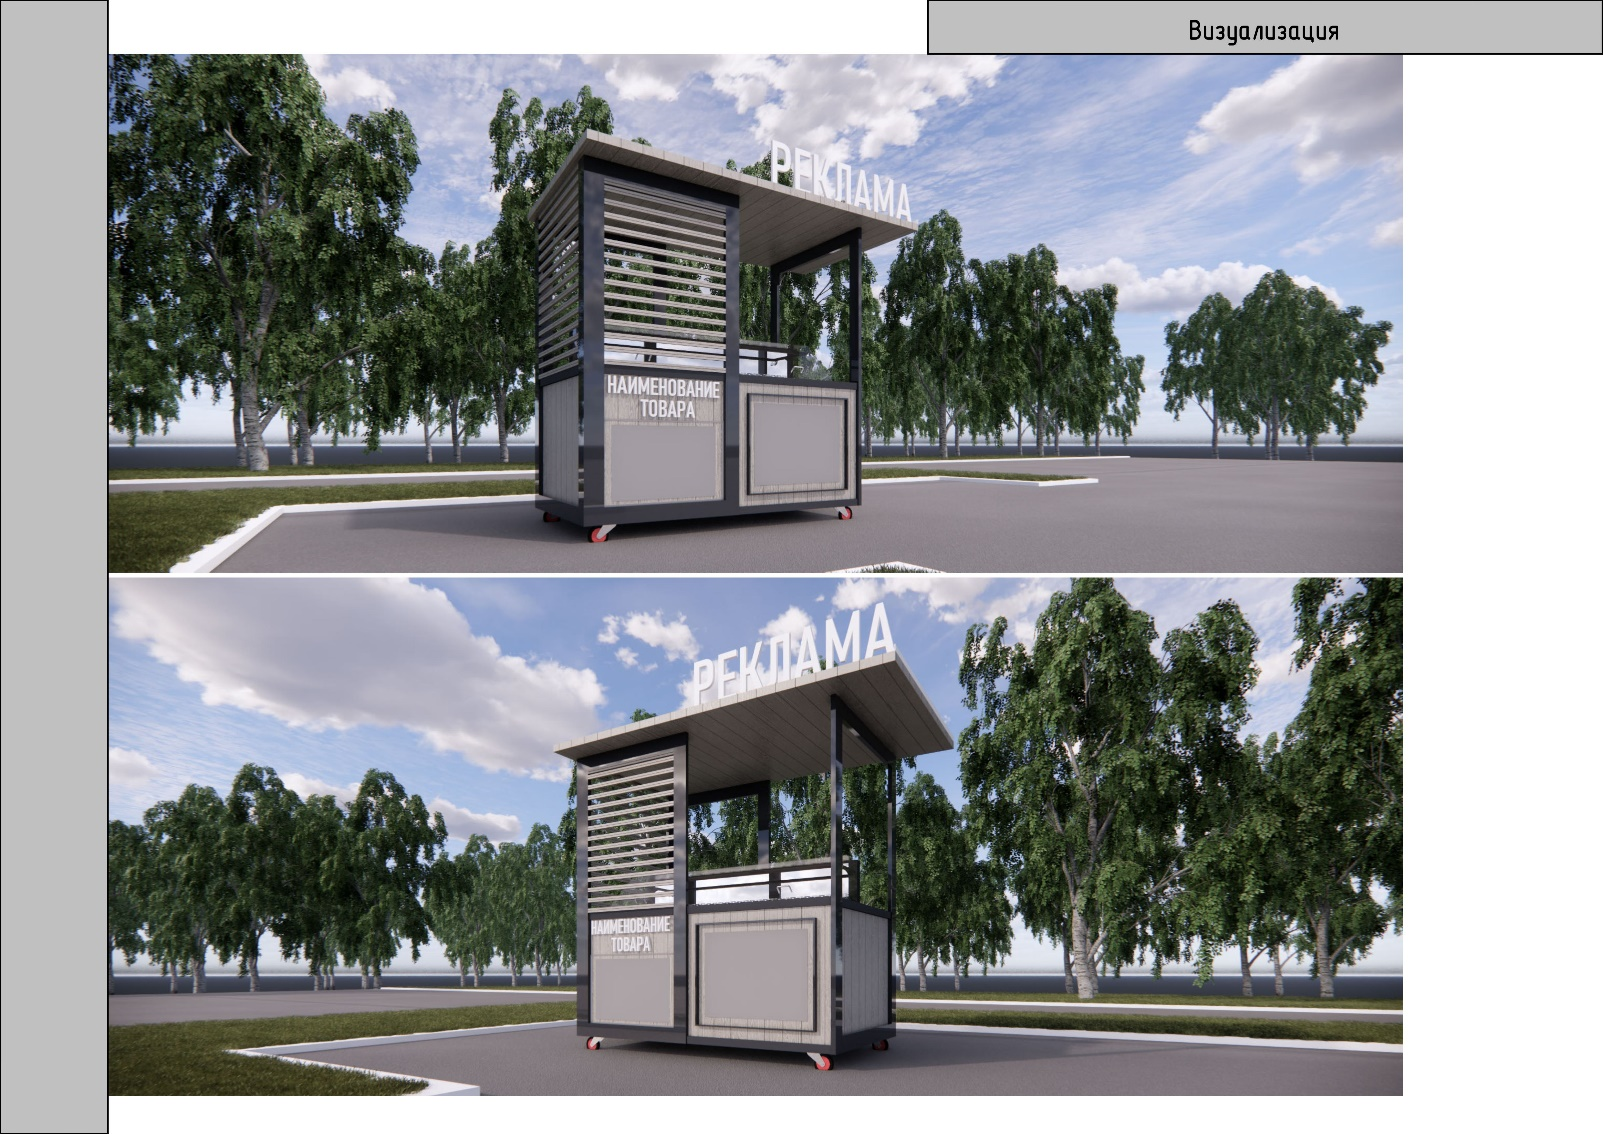 Визуализация
РЕКЛАМА
НАИМЕНОВАНИЕ
ТОВАРА
РЕКЛАМА
НАИМЕНОВАНИЕ
ТОВАРА